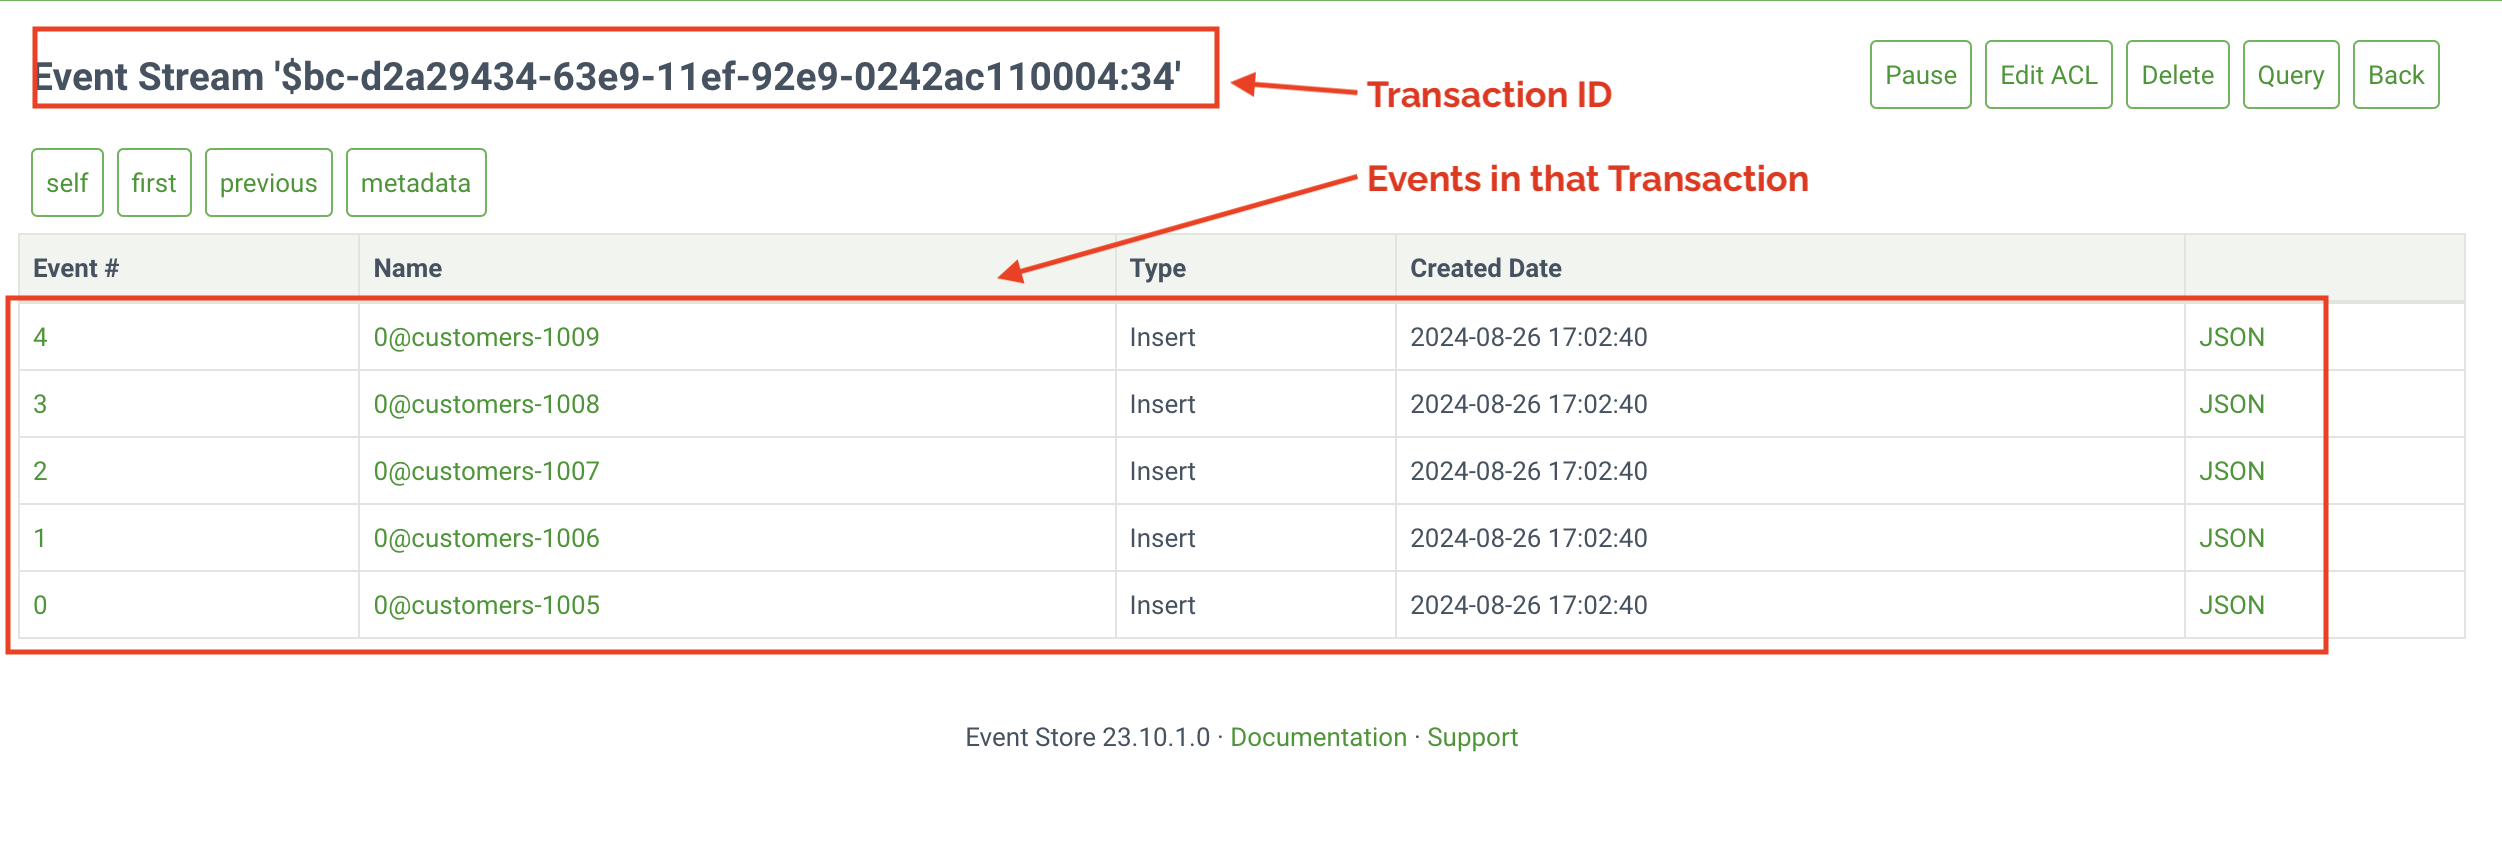 Event Stream '$bc-d2a29434-63e9-11ef-92e9-0242ac110004:34'
Transaction ID
Pause Edit ACL Delete Query Back
self first previous metadata
Events in that Transaction
Event # Name Type Created Date
4 0@customers-1009 Insert 2024-08-26 17:02:40 JSON
3 0@customers-1008 Insert 2024-08-26 17:02:40 JSON
2 0@customers-1007 Insert 2024-08-26 17:02:40 JSON
1 0@customers-1006 Insert 2024-08-26 17:02:40 JSON
0 0@customers-1005 Insert 2024-08-26 17:02:40 JSON
Event Store 23.10.1.0 · Documentation · Support